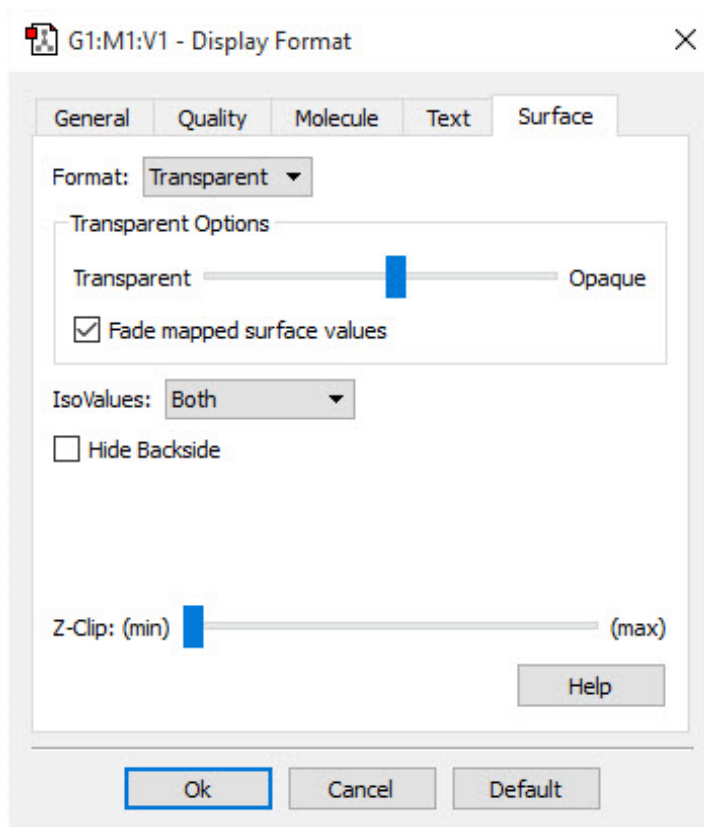 G1:M1:V1 - Display Format
General Quality Molecule Text Surface
Format: Transparent
Transparent Options
Transparent Opaque
Fade mapped surface values
IsoValues: Both
Hide Backside
Z-Clip: (min) (max)
Help
Ok Cancel Default